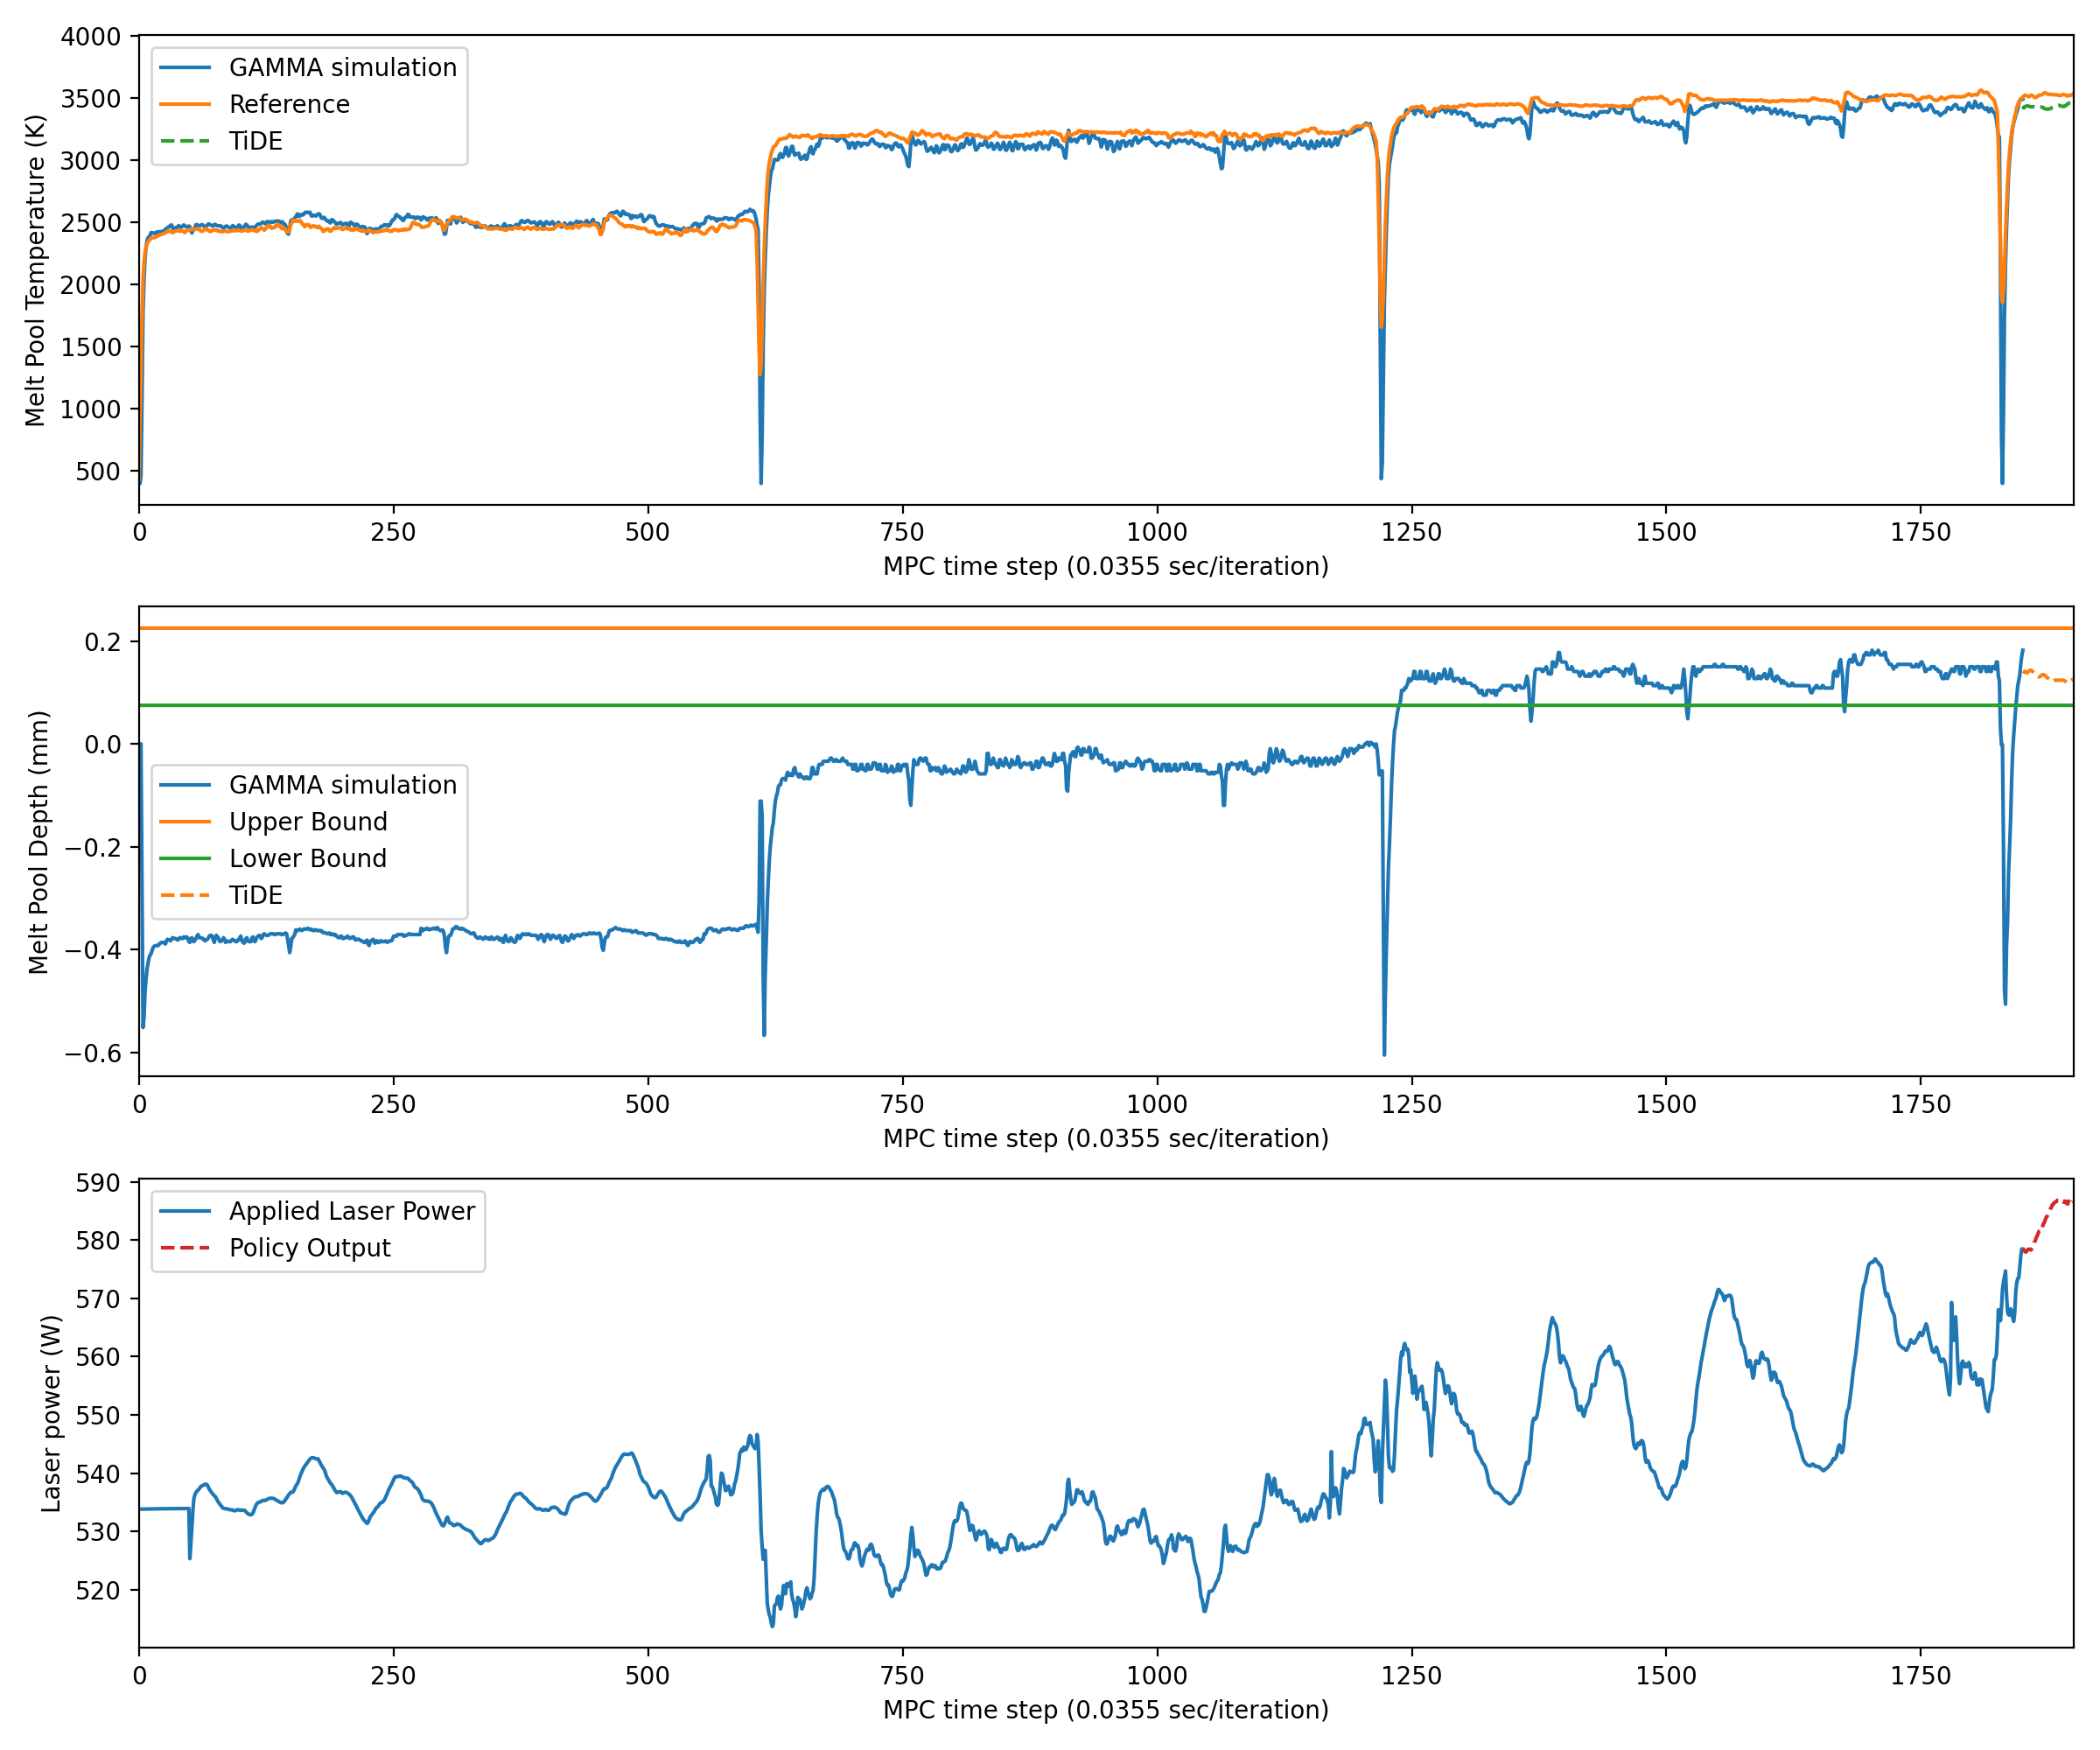 4000
3500
3000
2500
2000
1500
1000
500
Melt Pool Temperature (K)
GAMMA simulation
Reference
TiDE
0 250 500 750 1000 1250 1500 1750
MPC time step (0.0355 sec/iteration)
0.2
0.0
−0.2
−0.4
−0.6
Melt Pool Depth (mm)
GAMMA simulation
Upper Bound
Lower Bound
TiDE
0 250 500 750 1000 1250 1500 1750
MPC time step (0.0355 sec/iteration)
590
580
570
560
550
540
530
520
Laser power (W)
Applied Laser Power
Policy Output
0 250 500 750 1000 1250 1500 1750
MPC time step (0.0355 sec/iteration)